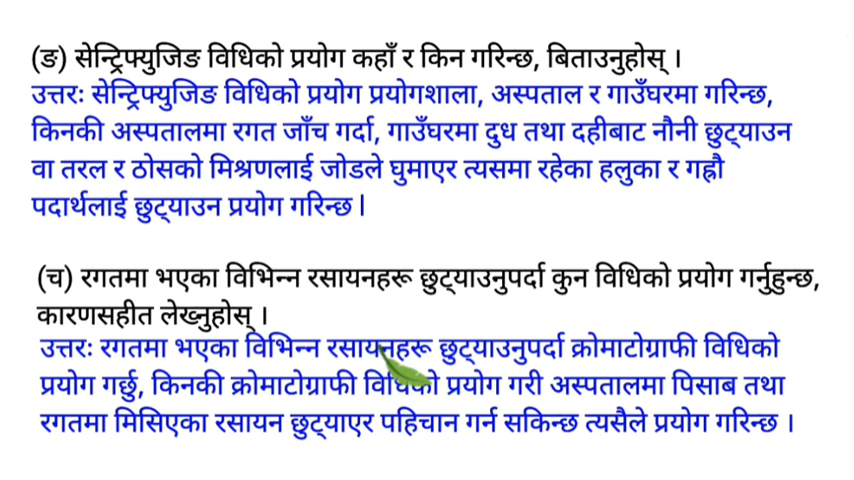 (ङ) सेन्ट्रिफ्युजिङ विधिको प्रयोग कहाँ र किन गरिन्छ, बिताउनुहोस् ।
उत्तरः सेन्ट्रिफ्युजिङ विधिको प्रयोग प्रयोगशाला, अस्पताल र गाउँघरमा गरिन्छ,
किनकी अस्पतालमा रगत जाँच गर्दा, गाउँघरमा दुध तथा दहीबाट नौनी छुट्याउन
वा तरल र ठोसको मिश्रणलाई जोडले घुमाएर त्यसमा रहेका हलुका र गह्रौ
पदार्थलाई छुट्याउन प्रयोग गरिन्छ।
(च) रगतमा भएका विभिन्न रसायनहरू छुट्याउनुपर्दा कुन विधिको प्रयोग गर्नुहुन्छ,
कारणसहीत लेख्नुहोस् ।
उत्तरः रगतमा भएका विभिन्न रसायनहरू छुट्याउनुपर्दा क्रोमाटोग्राफी विधिको
प्रयोग गर्छु, किनकी क्रोमाटोग्राफी विधिको प्रयोग गरी अस्पतालमा पिसाब तथा
रगतमा मिसिएका रसायन छुट्याएर पहिचान गर्न सकिन्छ त्यसैले प्रयोग गरिन्छ ।